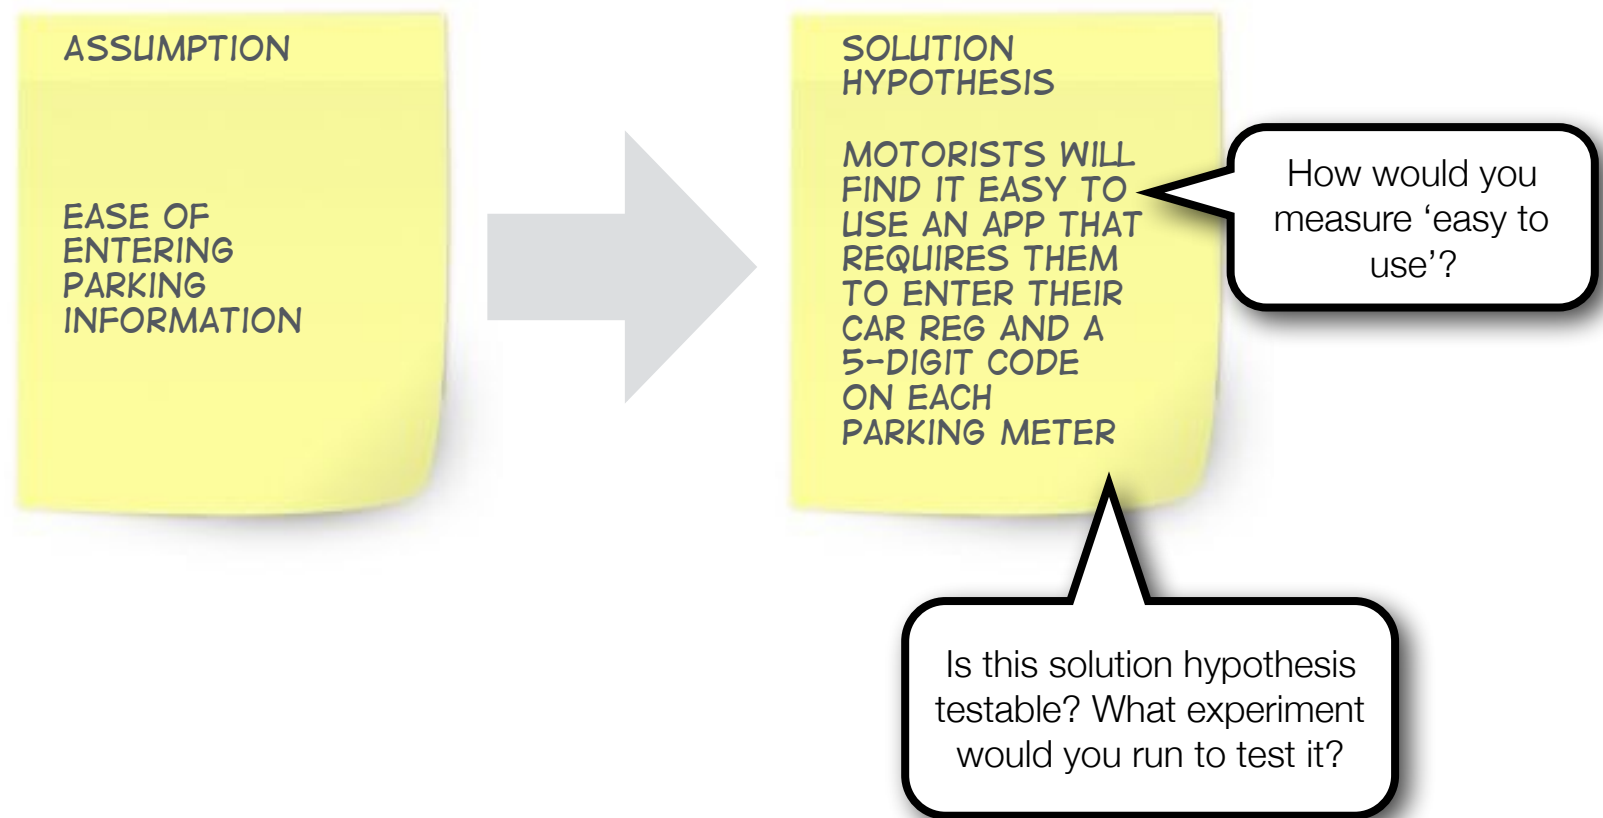 ASSUMPTION
EASE OF
ENTERING
PARKING
INFORMATION
SOLUTION
HYPOTHESIS
MOTORISTS WILL
FIND IT EASY TO
USE AN APP THAT
REQUIRES THEM
TO ENTER THEIR
CAR REG AND A
5-DIGIT CODE
ON EACH
PARKING METER
How would you
measure ‘easy to
use’?
Is this solution hypothesis
testable? What experiment
would you run to test it?